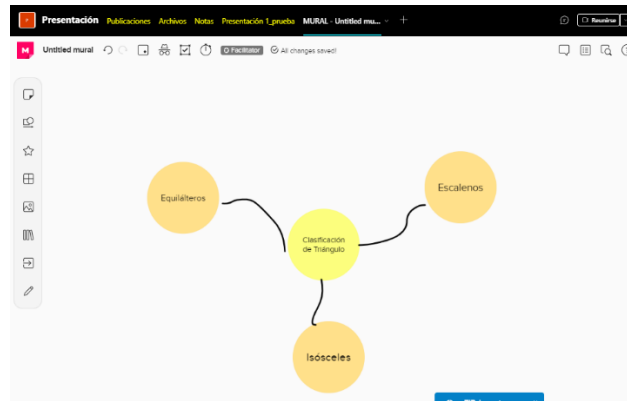 Presentación Publicaciones Archivos Notas Presentación 1_prueba MURAL - Untitled mu...
Reunirse
M Untitled mural Facilitator All changes saved!
Equilálteros
Escalenos
Clasificación
de Triángulo
Isósceles